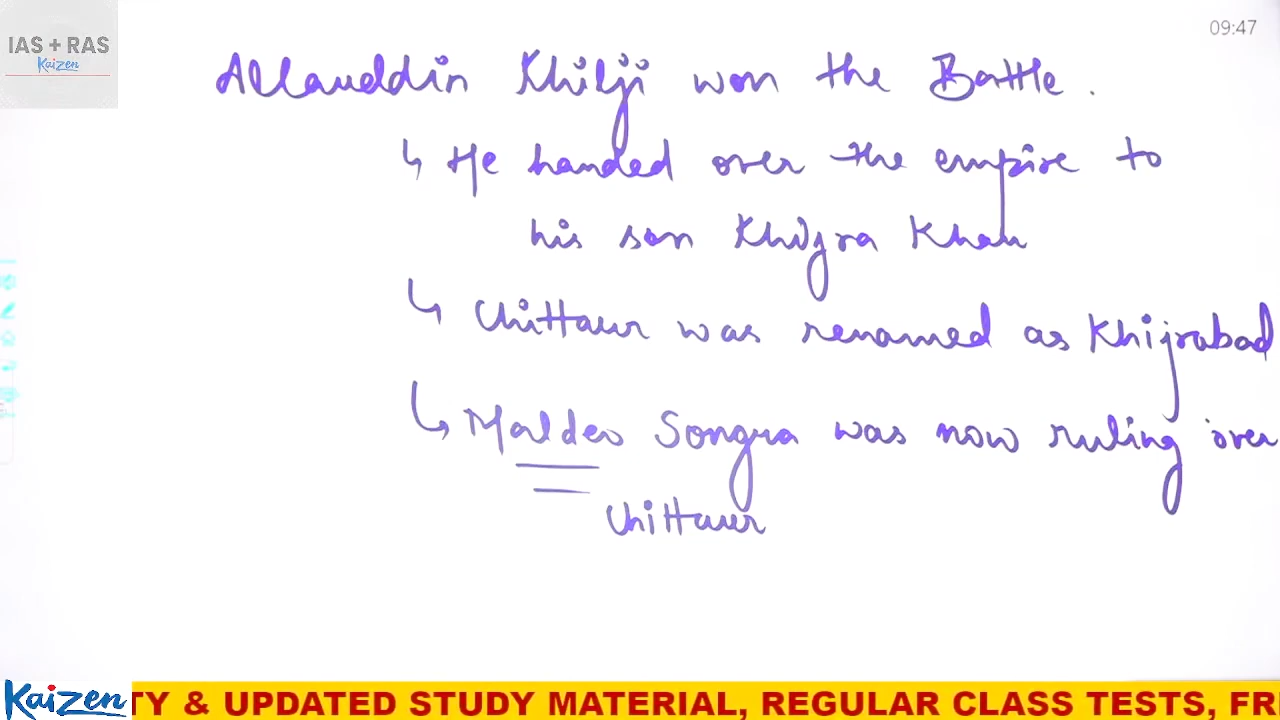 09:47
IAS + RAS
Kaizen
Allauddin Khilji won the Battle.
↳ He handed over the empire to
his son Khijra Khan
↳ Chittaur was renamed as Khijrabad
↳ Maldeo Songra was now ruling over
Chittaur
Kaizen TY & UPDATED STUDY MATERIAL, REGULAR CLASS TESTS, FR